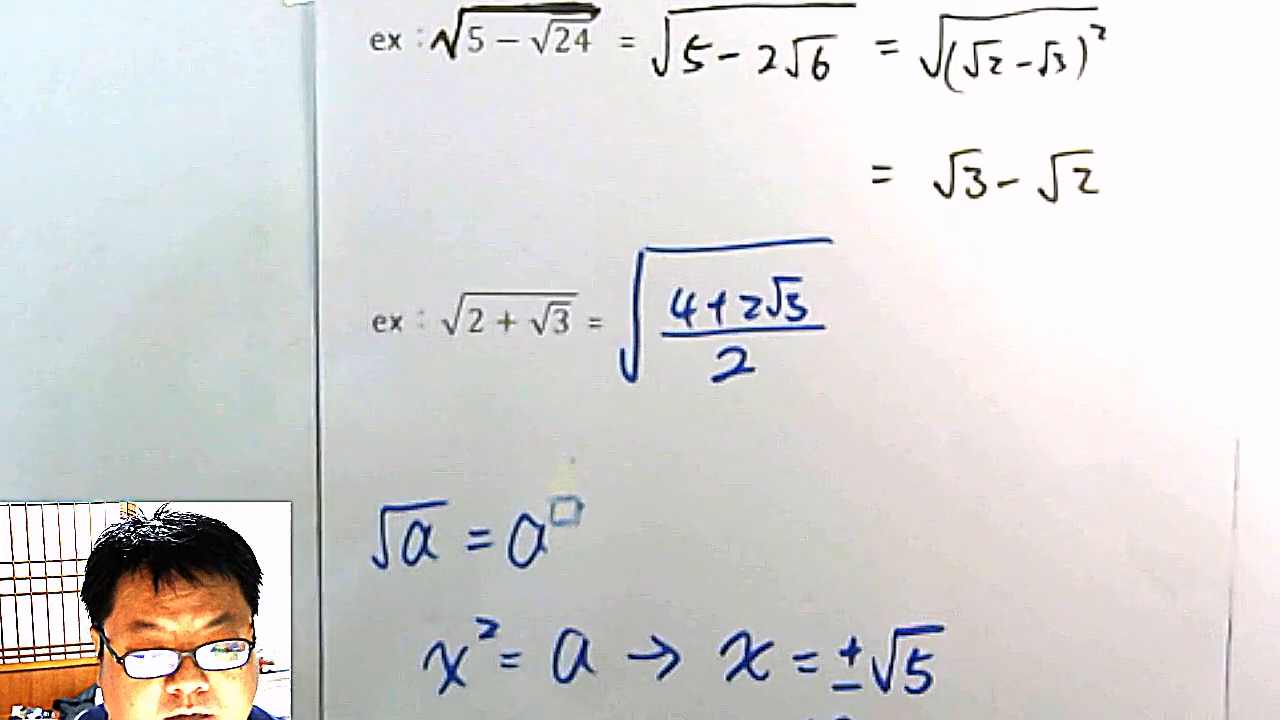 ex : √(5 − √24) = √(5 − 2√6) = √((√2 − √3)²)
= √3 − √2
ex : √(2 + √3) = √((4 + 2√3)/2)
√a = a^□
x² = a → x = ±√5